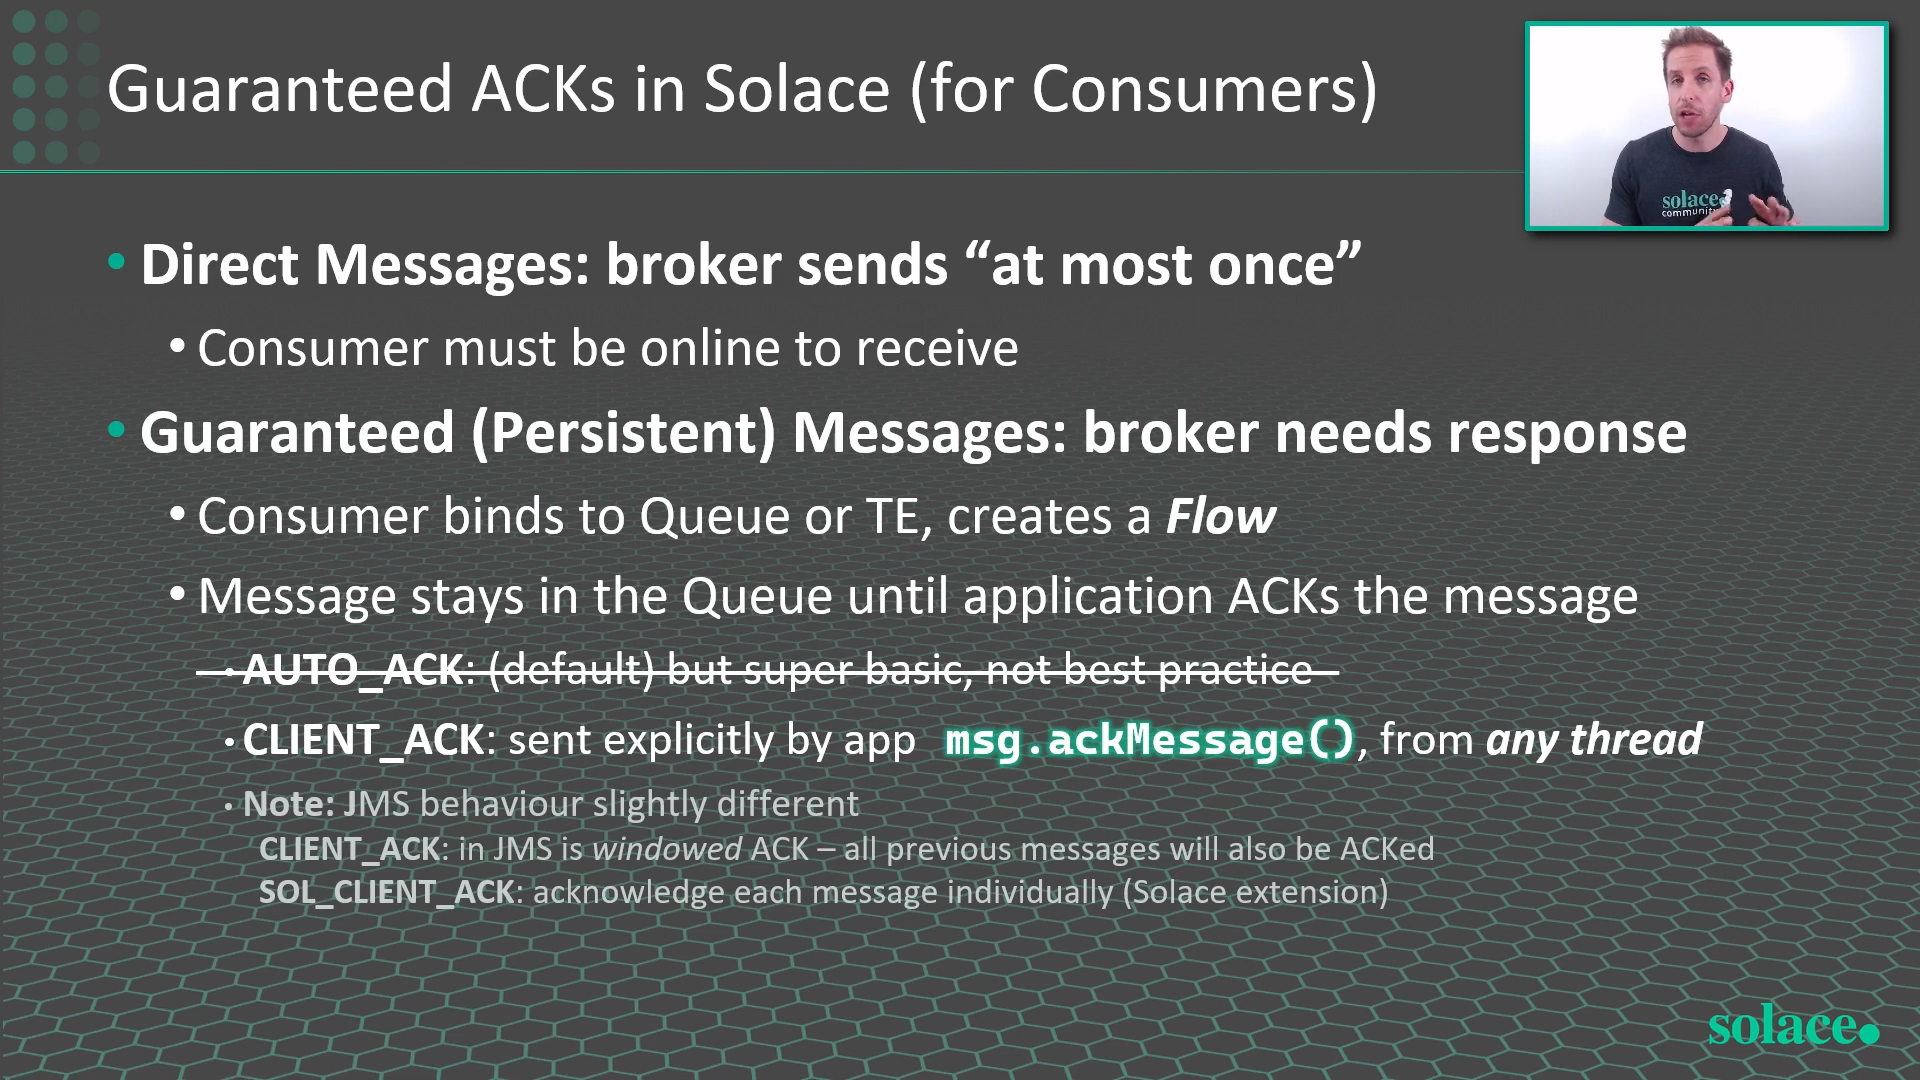 Guaranteed ACKs in Solace (for Consumers)
solace
community
• Direct Messages: broker sends “at most once”
• Consumer must be online to receive
• Guaranteed (Persistent) Messages: broker needs response
• Consumer binds to Queue or TE, creates a Flow
• Message stays in the Queue until application ACKs the message
• AUTO_ACK: (default) but super basic, not best practice
• CLIENT_ACK: sent explicitly by app msg.ackMessage(), from any thread
• Note: JMS behaviour slightly different
CLIENT_ACK: in JMS is windowed ACK – all previous messages will also be ACKed
SOL_CLIENT_ACK: acknowledge each message individually (Solace extension)
solace.